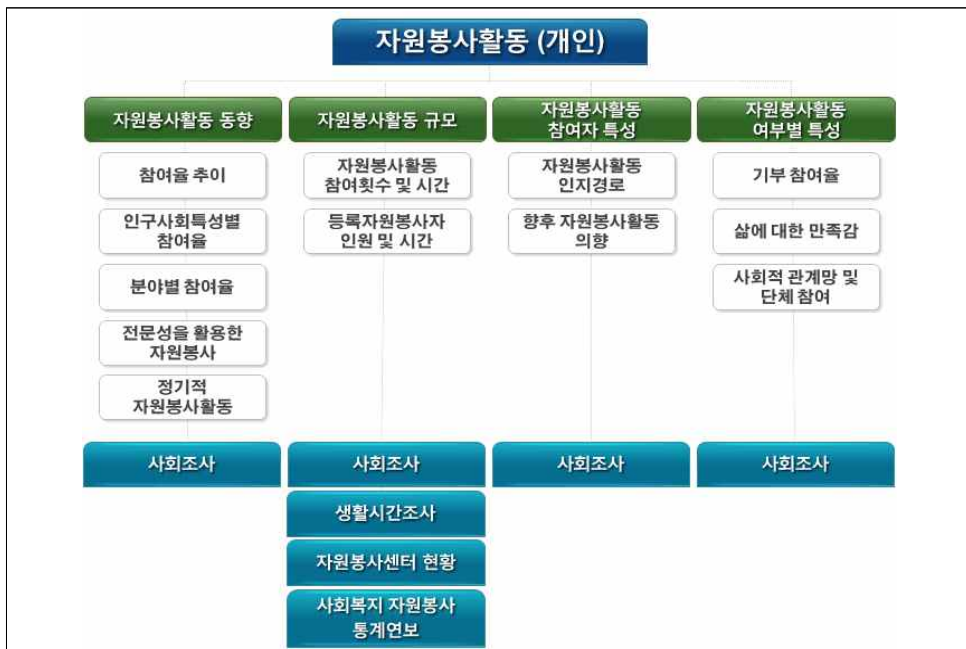 자원봉사활동 (개인)
자원봉사활동 동향
참여율 추이
인구사회특성별
참여율
분야별 참여율
전문성을 활용한
자원봉사
정기적
자원봉사활동
사회조사
자원봉사활동 규모
자원봉사활동
참여횟수 및 시간
등록자원봉사자
인원 및 시간
사회조사
생활시간조사
자원봉사센터 현황
사회복지 자원봉사
통계연보
자원봉사활동
참여자 특성
자원봉사활동
인지경로
향후 자원봉사활동
의향
사회조사
자원봉사활동
여부별 특성
기부 참여율
삶에 대한 만족감
사회적 관계망 및
단체 참여
사회조사